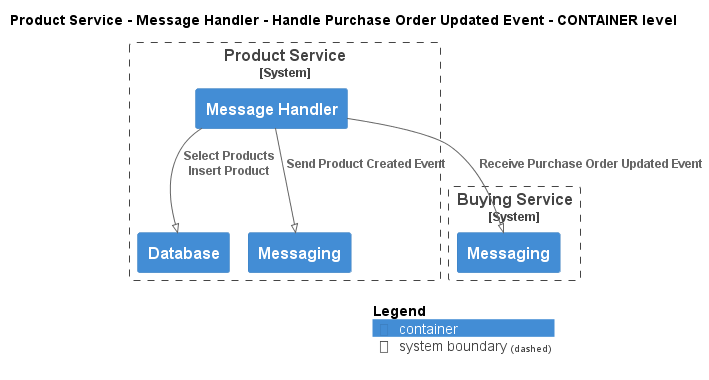 Product Service - Message Handler - Handle Purchase Order Updated Event - CONTAINER level
Product Service
[System]
Message Handler
Select Products
Insert Product
Send Product Created Event
Receive Purchase Order Updated Event
Buying Service
[System]
Database
Messaging
Messaging
Legend
container
system boundary (dashed)